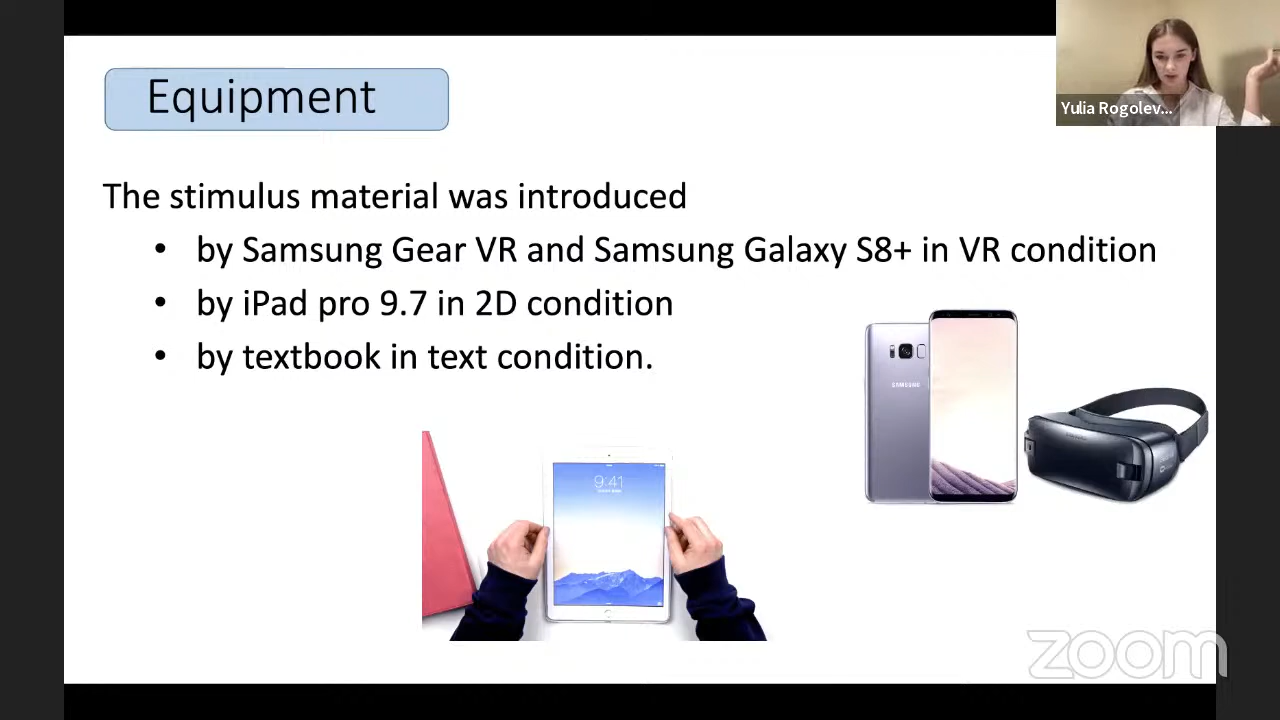 Equipment
Yulia Rogolev...
The stimulus material was introduced
• by Samsung Gear VR and Samsung Galaxy S8+ in VR condition
• by iPad pro 9.7 in 2D condition
• by textbook in text condition.
SAMSUNG
9:41
zoom